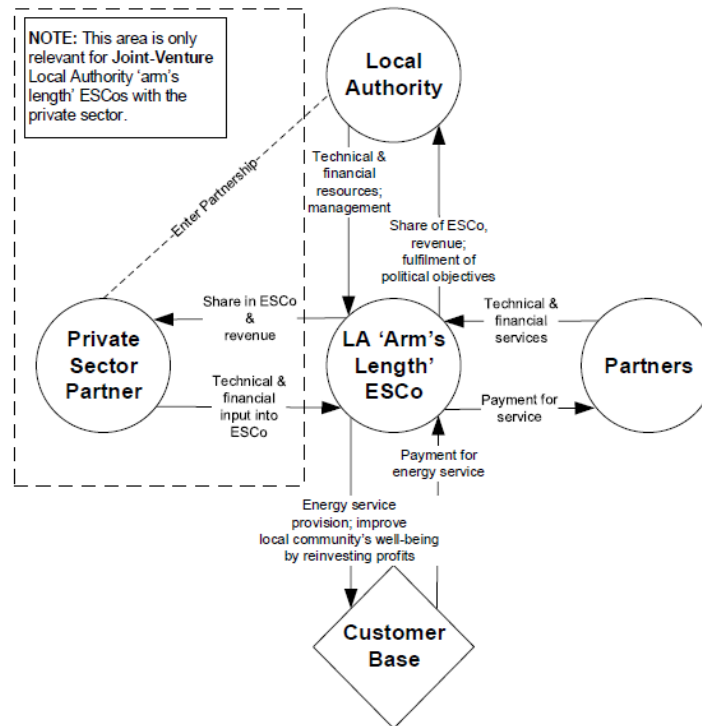 NOTE: This area is only
relevant for Joint-Venture
Local Authority ‘arm’s
length’ ESCos with the
private sector.
Local
Authority
Enter Partnership
Technical &
financial
resources;
management
Share of ESCo,
revenue;
fulfilment of
political objectives
Share in ESCo
&
revenue
Technical &
financial
services
Private
Sector
Partner
LA ‘Arm’s
Length’
ESCo
Partners
Technical &
financial
input into
ESCo
Payment for
service
Payment for
energy service
Energy service
provision; improve
local community’s well-being
by reinvesting profits
Customer
Base